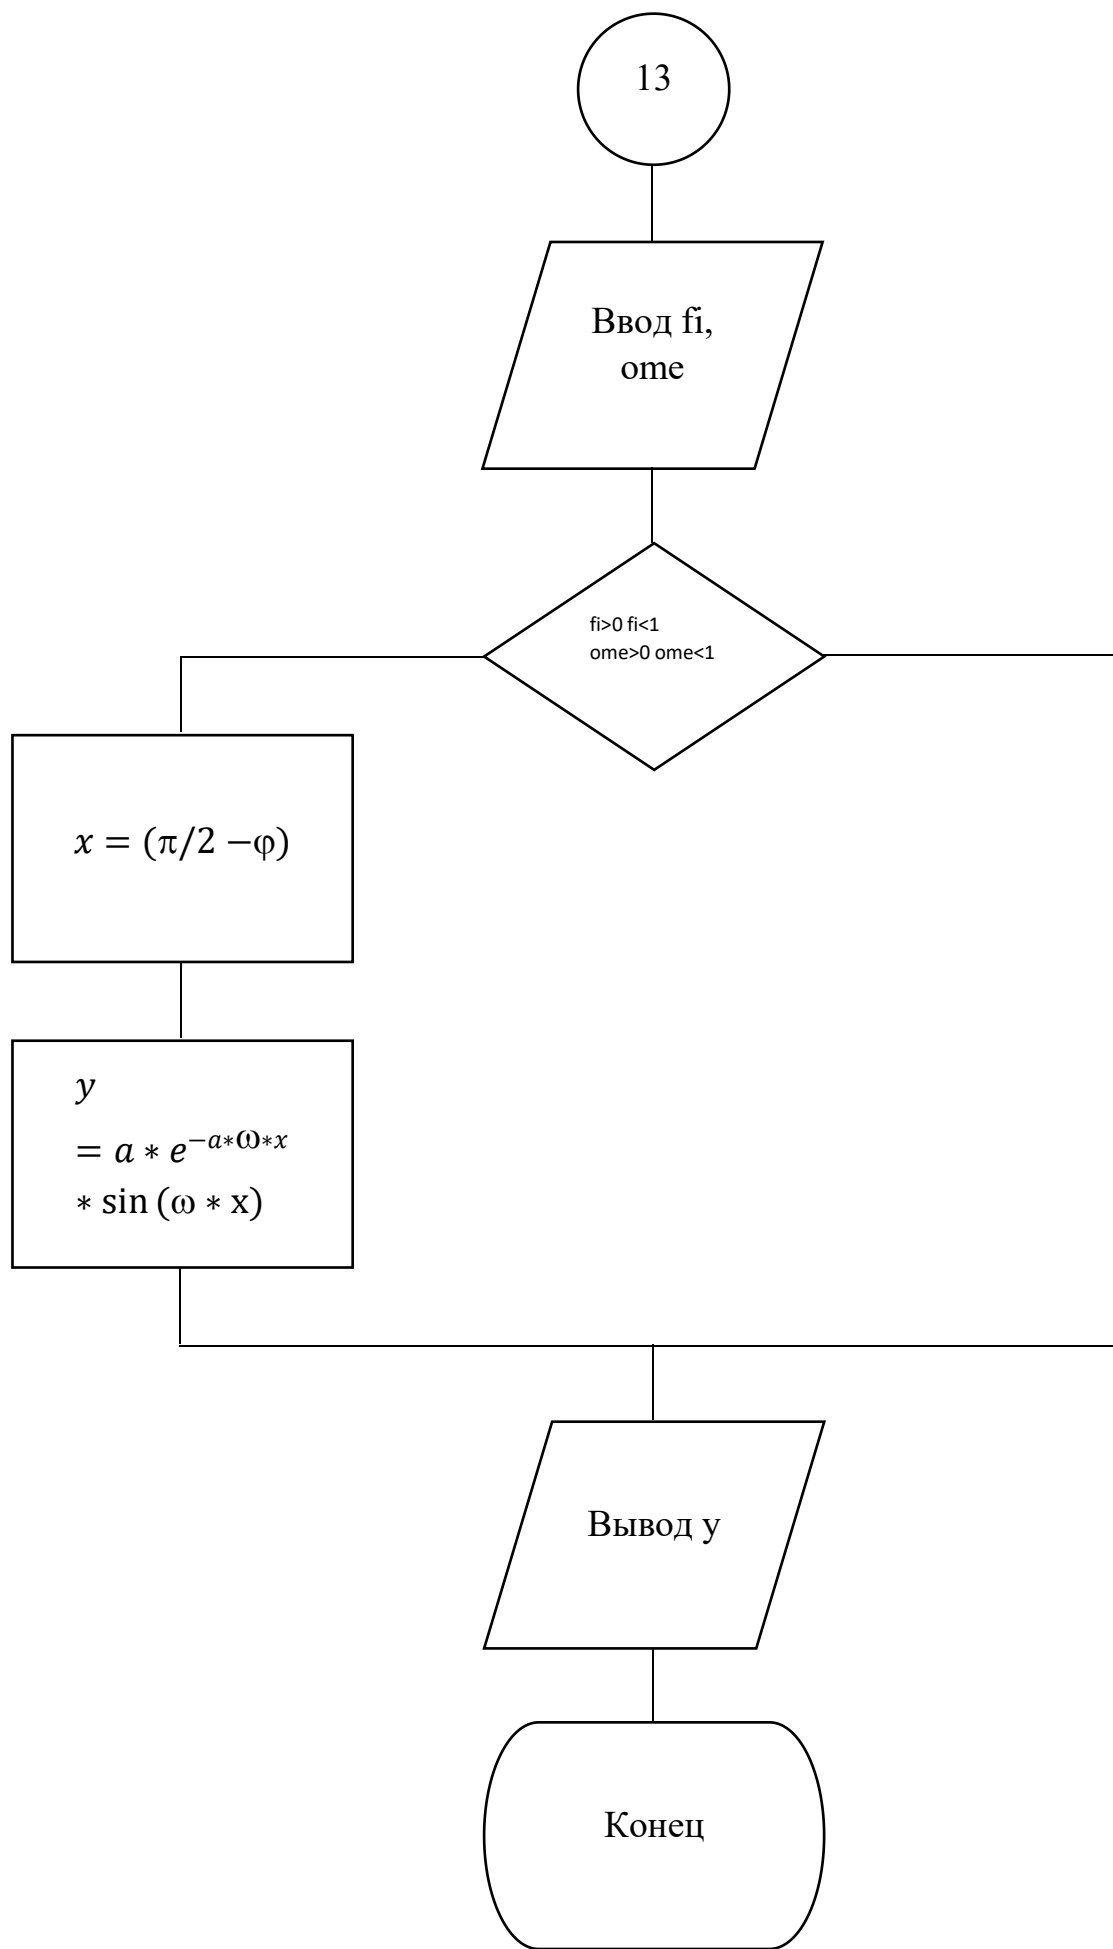 13
Ввод fi,
ome
fi>0 fi<1
ome>0 ome<1
𝑥 = (π/2 −φ)
𝑦
= 𝑎 ∗ 𝑒^{−𝑎∗ω∗𝑥}
∗ sin (ω ∗ x)
Вывод y
Конец